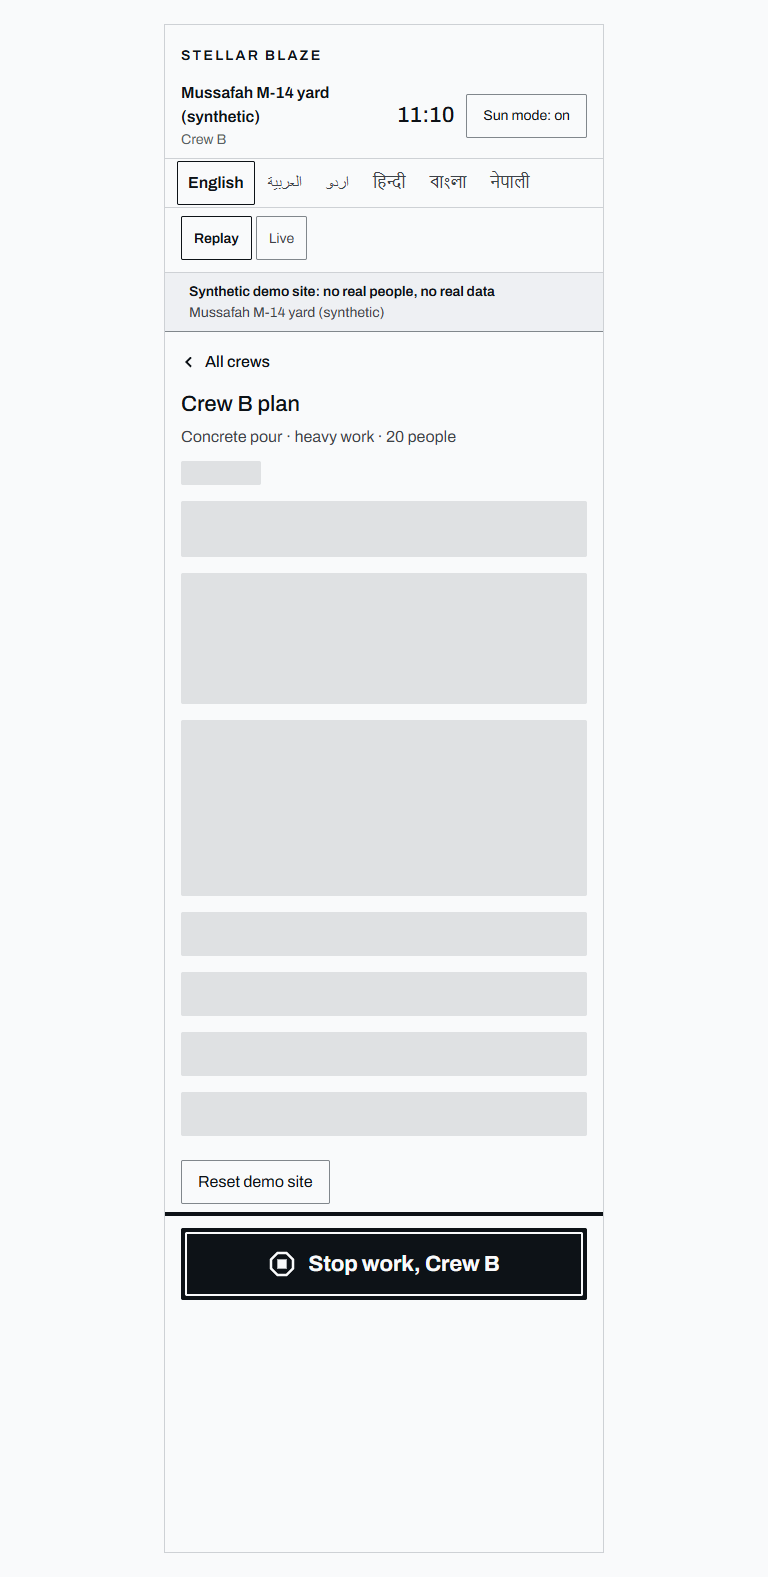 STELLAR BLAZE
Mussafah M-14 yard
(synthetic)
Crew B
11:10
Sun mode: on
English العربية اردو हिन्दी বাংলা नेपाली
Replay Live
Synthetic demo site: no real people, no real data
Mussafah M-14 yard (synthetic)
All crews
Crew B plan
Concrete pour · heavy work · 20 people
Reset demo site
Stop work, Crew B